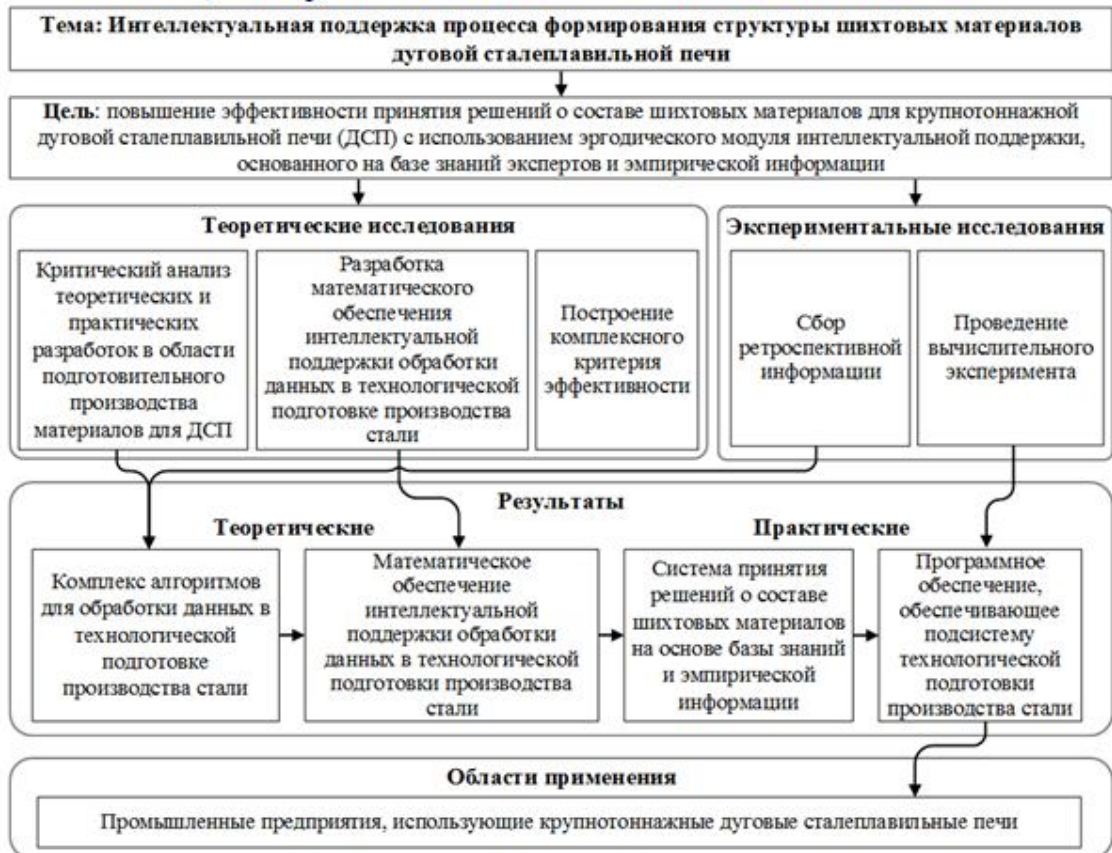 Тема: Интеллектуальная поддержка процесса формирования структуры шихтовых материалов
дуговой сталеплавильной печи
Цель: повышение эффективности принятия решений о составе шихтовых материалов для крупнотоннажной
дуговой сталеплавильной печи (ДСП) с использованием эргодического модуля интеллектуальной поддержки,
основанного на базе знаний экспертов и эмпирической информации
Теоретические исследования
Критический анализ
теоретических и
практических
разработок в области
подготовительного
производства
материалов для ДСП
Разработка
математического
обеспечения
интеллектуальной
поддержки обработки
данных в технологической
подготовке производства
стали
Построение
комплексного
критерия
эффективности
Экспериментальные исследования
Сбор
ретроспективной
информации
Проведение
вычислительного
эксперимента
Результаты
Теоретические
Практические
Комплекс алгоритмов
для обработки данных в
технологической
подготовке
производства стали
Математическое
обеспечение
интеллектуальной
поддержки обработки
данных в технологической
подготовки производства
стали
Система принятия
решений о составе
шихтовых материалов
на основе базы знаний
и эмпирической
информации
Программное
обеспечение,
обеспечивающее
подсистему
технологической
подготовки
производства стали
Области применения
Промышленные предприятия, использующие крупнотоннажные дуговые сталеплавильные печи